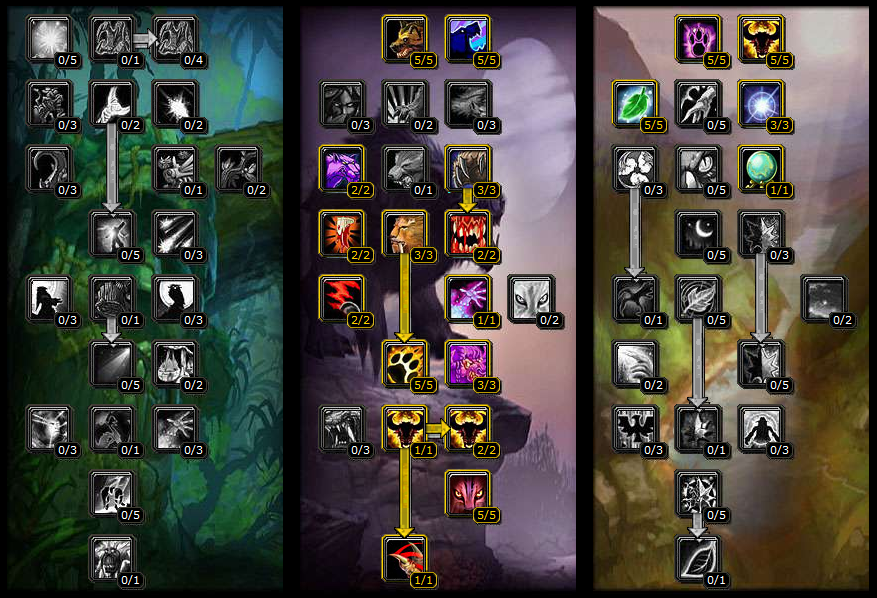 0/5 0/1 0/4 5/5 5/5 5/5 5/5
0/3 0/2 0/2 0/3 0/2 0/3 5/5 0/5 3/3
0/3 0/1 0/2 2/2 0/1 3/3 0/3 0/5 1/1
0/5 0/3 2/2 3/3 2/2 0/5 0/3
0/3 0/1 0/3 2/2 1/1 0/2 0/1 0/5 0/2
0/5 0/2 5/5 3/3 0/2 0/5
0/3 0/1 0/3 0/3 1/1 2/2 0/3 0/1 0/3
0/5 5/5 0/5
0/1 1/1 0/1